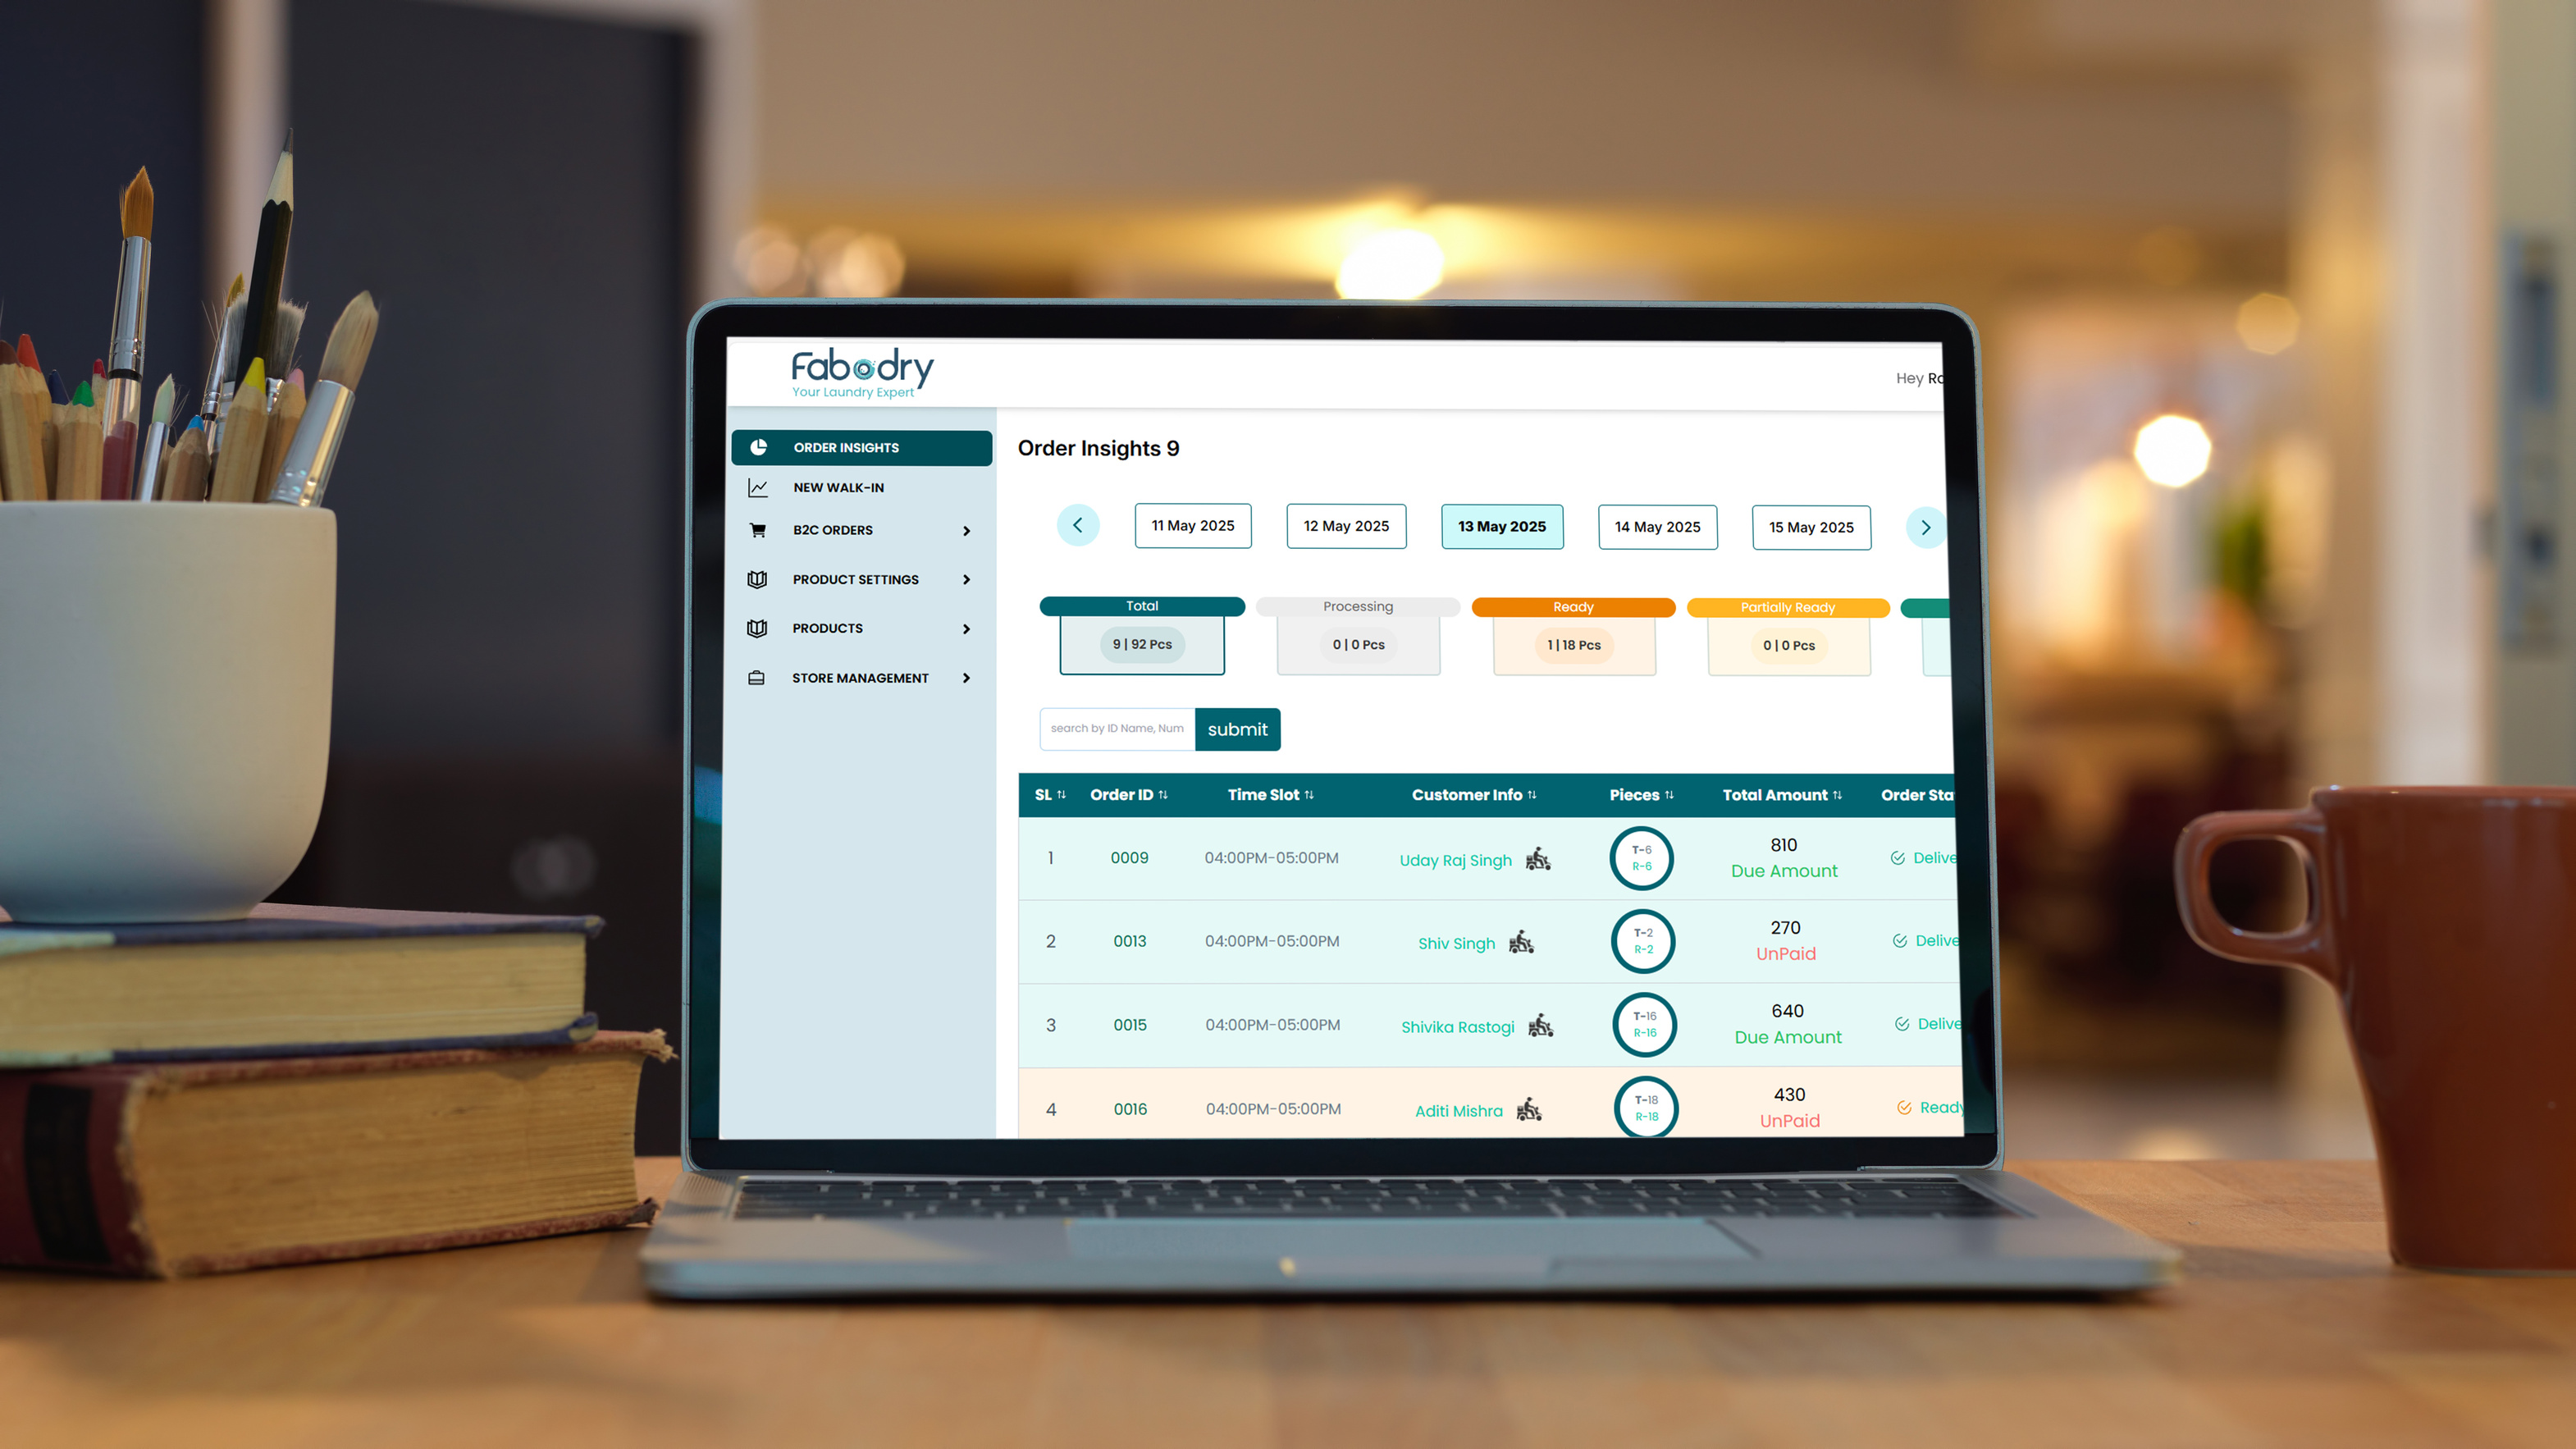 Fabodry
Your Laundry Expert
Hey
ORDER INSIGHTS
NEW WALK-IN
B2C ORDERS
PRODUCT SETTINGS
PRODUCTS
STORE MANAGEMENT
Order Insights 9
11 May 2025 12 May 2025 13 May 2025 14 May 2025 15 May 2025
Total Processing Ready Partially Ready
9 | 92 Pcs 0 | 0 Pcs 1 | 18 Pcs 0 | 0 Pcs
search by ID Name, Num submit
SL Order ID Time Slot Customer Info Pieces Total Amount Order
1 0009 04:00PM-05:00PM Uday Raj Singh T-6 R-6 810 Due Amount
2 0013 04:00PM-05:00PM Shiv Singh T-2 R-2 270 UnPaid
3 0015 04:00PM-05:00PM Shivika Rastogi T-16 R-16 640 Due Amount
4 0016 04:00PM-05:00PM Aditi Mishra T-18 R-18 430 UnPaid Ready